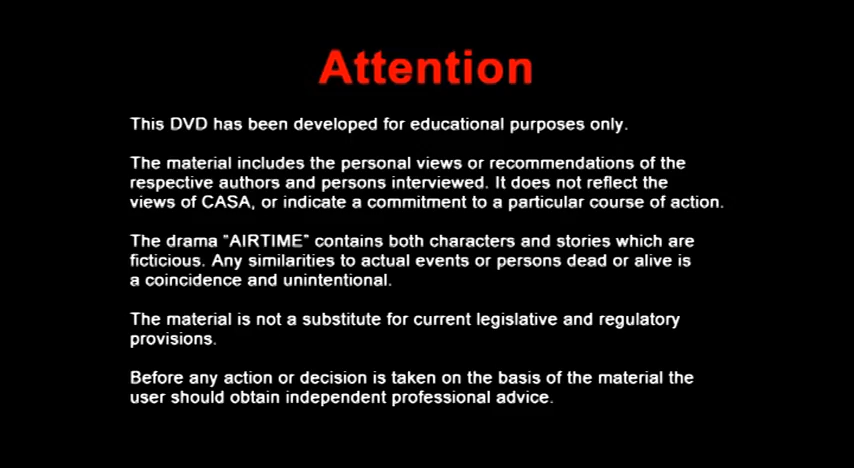 Attention
This DVD has been developed for educational purposes only.
The material includes the personal views or recommendations of the
respective authors and persons interviewed. It does not reflect the
views of CASA, or indicate a commitment to a particular course of action.
The drama "AIRTIME" contains both characters and stories which are
ficticious. Any similarities to actual events or persons dead or alive is
a coincidence and unintentional.
The material is not a substitute for current legislative and regulatory
provisions.
Before any action or decision is taken on the basis of the material the
user should obtain independent professional advice.